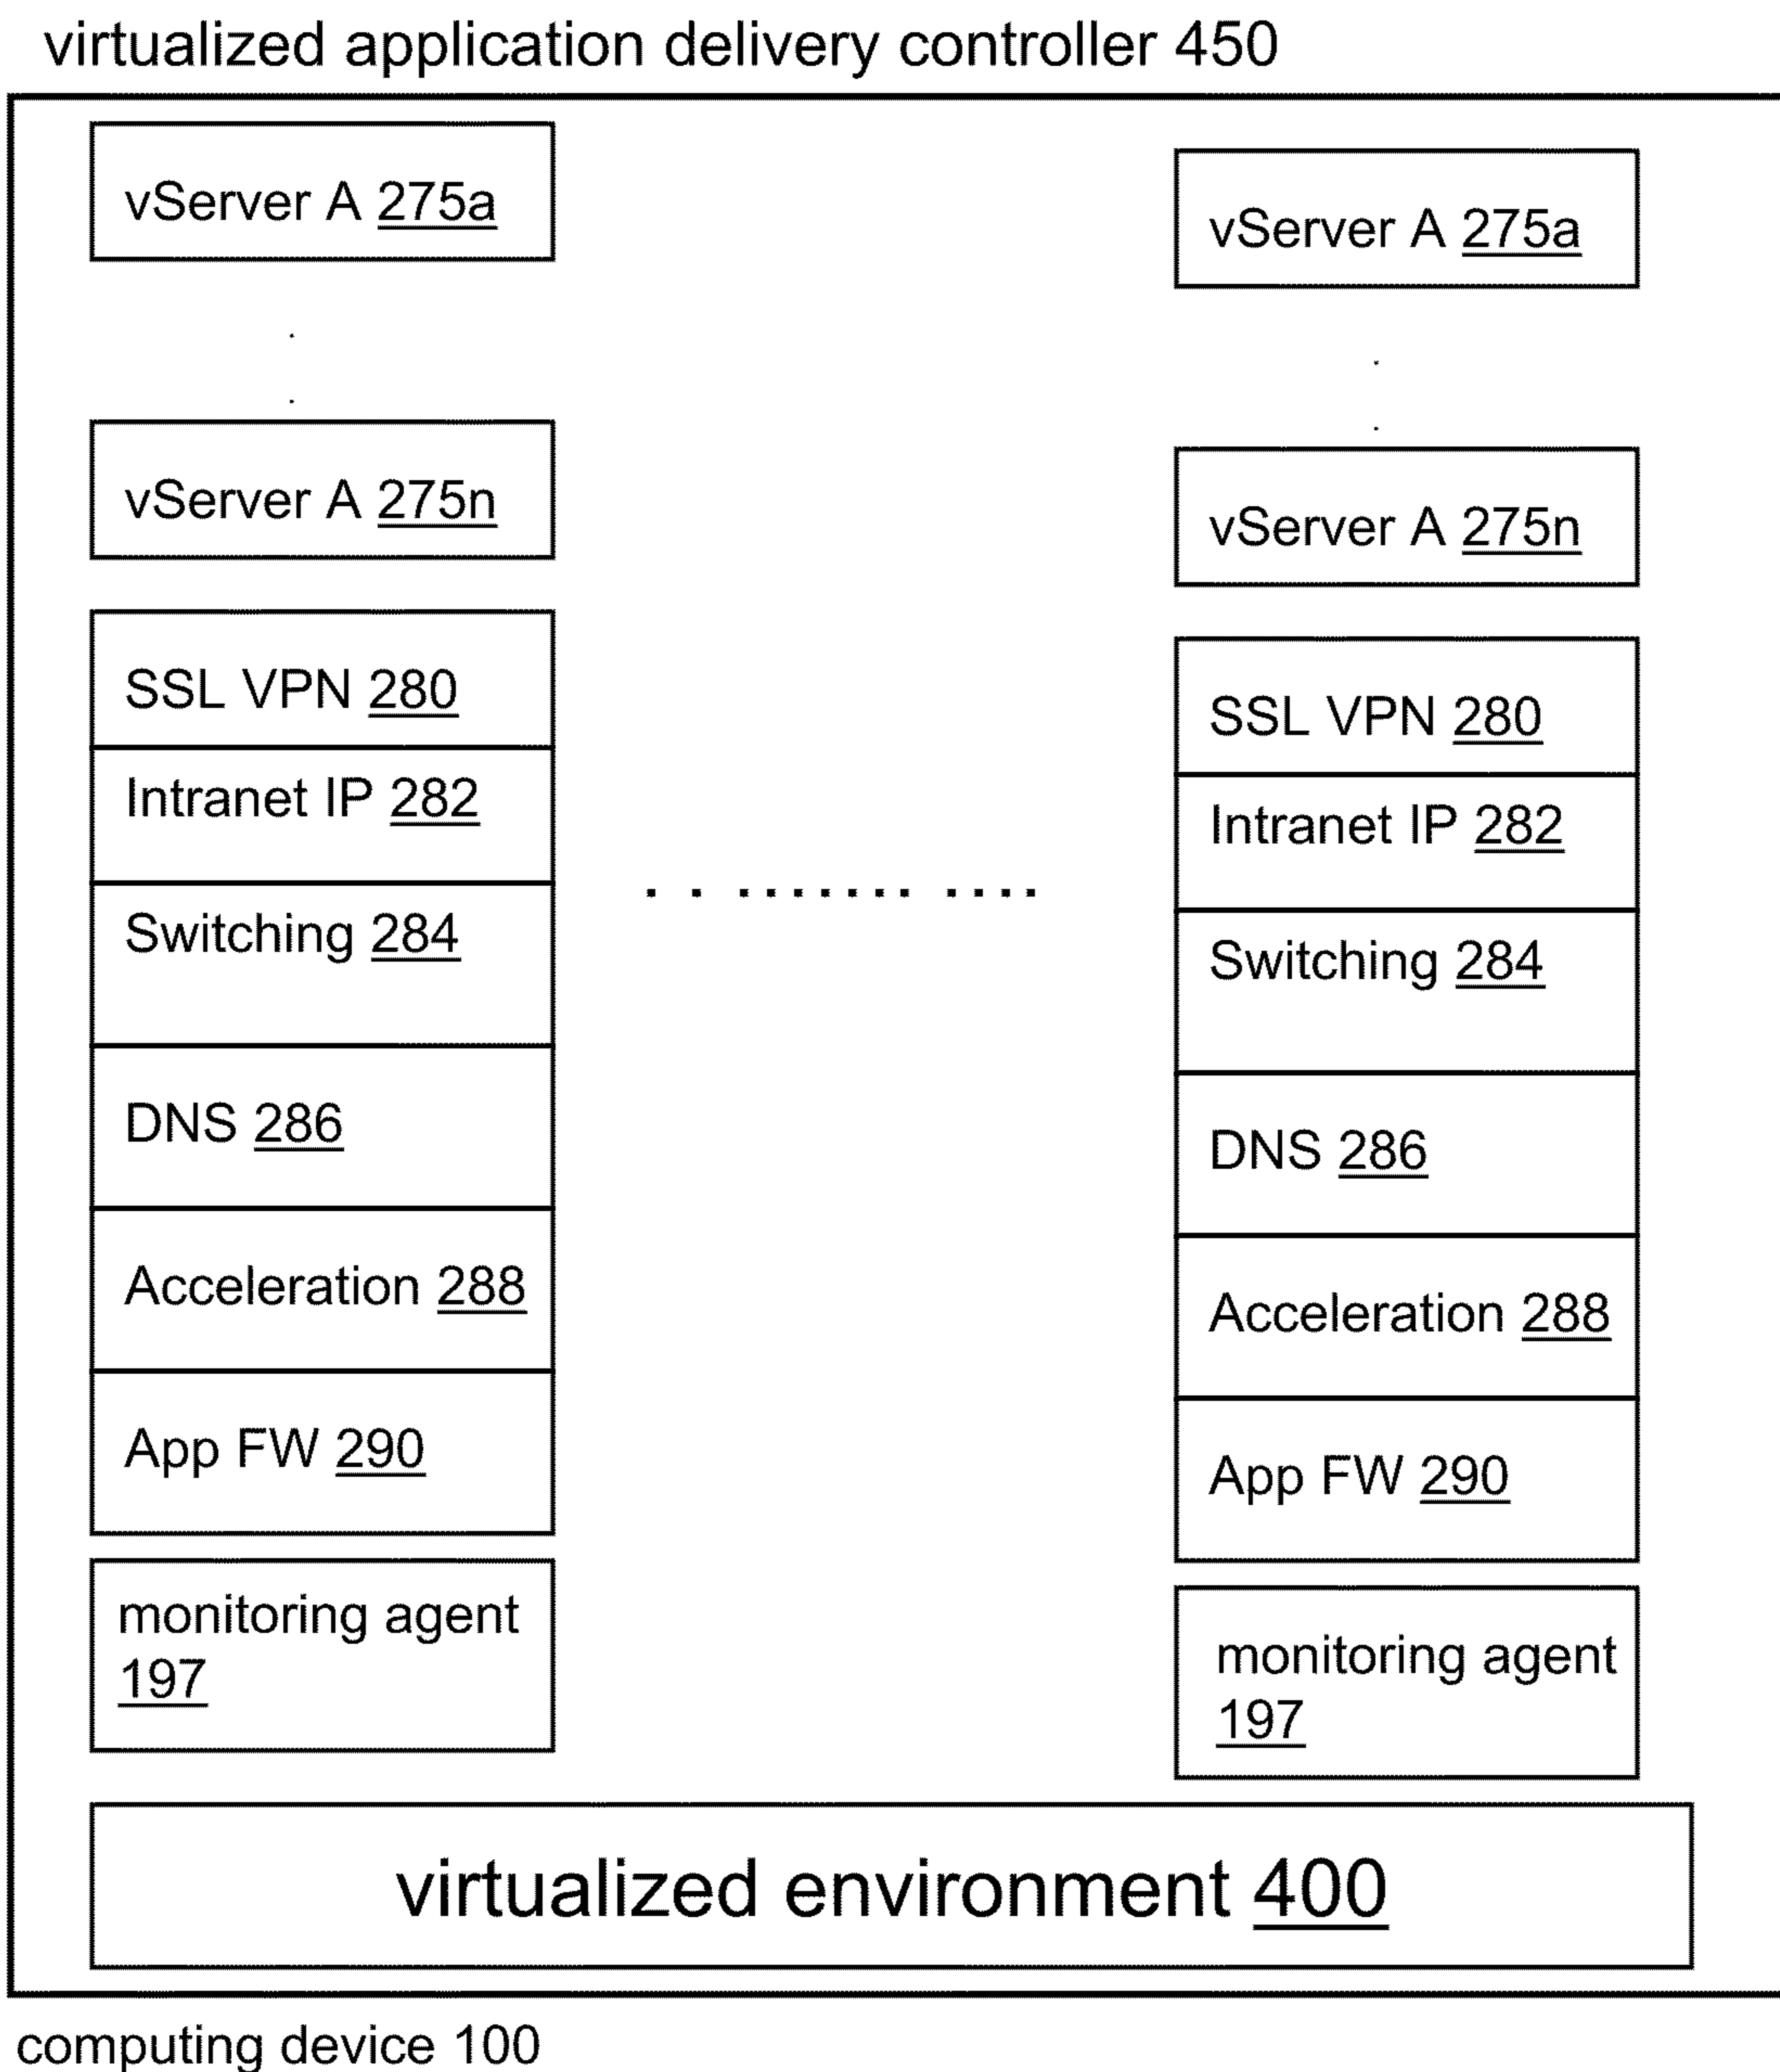 virtualized application delivery controller 450
vServer A 275a
vServer A 275n
SSL VPN 280
Intranet IP 282
Switching 284
DNS 286
Acceleration 288
App FW 290
monitoring agent
197
vServer A 275a
vServer A 275n
SSL VPN 280
Intranet IP 282
Switching 284
DNS 286
Acceleration 288
App FW 290
monitoring agent
197
virtualized environment 400
computing device 100